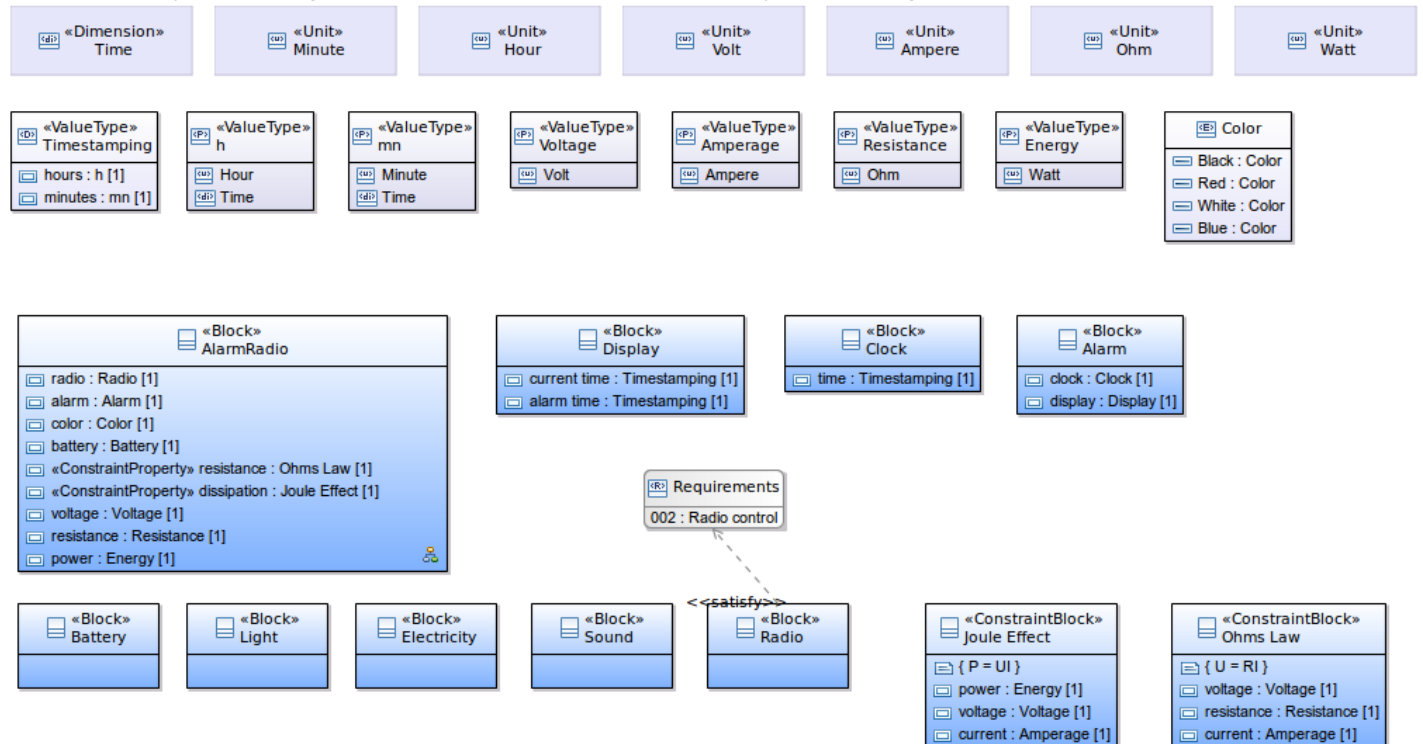 «Dimension»
Time
«Unit»
Minute
«Unit»
Hour
«Unit»
Volt
«Unit»
Ampere
«Unit»
Ohm
«Unit»
Watt
«ValueType»
Timestamping
hours : h [1]
minutes : mn [1]
«ValueType»
h
Hour
Time
«ValueType»
mn
Minute
Time
«ValueType»
Voltage
Volt
«ValueType»
Amperage
Ampere
«ValueType»
Resistance
Ohm
«ValueType»
Energy
Watt
Color
Black : Color
Red : Color
White : Color
Blue : Color
«Block»
AlarmRadio
radio : Radio [1]
alarm : Alarm [1]
color : Color [1]
battery : Battery [1]
«ConstraintProperty» resistance : Ohms Law [1]
«ConstraintProperty» dissipation : Joule Effect [1]
voltage : Voltage [1]
resistance : Resistance [1]
power : Energy [1]
«Block»
Display
current time : Timestamping [1]
alarm time : Timestamping [1]
«Block»
Clock
time : Timestamping [1]
«Block»
Alarm
clock : Clock [1]
display : Display [1]
Requirements
002 : Radio control
<<satisfy>>
«Block»
Battery
«Block»
Light
«Block»
Electricity
«Block»
Sound
«Block»
Radio
«ConstraintBlock»
Joule Effect
{ P = UI }
power : Energy [1]
voltage : Voltage [1]
current : Amperage [1]
«ConstraintBlock»
Ohms Law
{ U = RI }
voltage : Voltage [1]
resistance : Resistance [1]
current : Amperage [1]